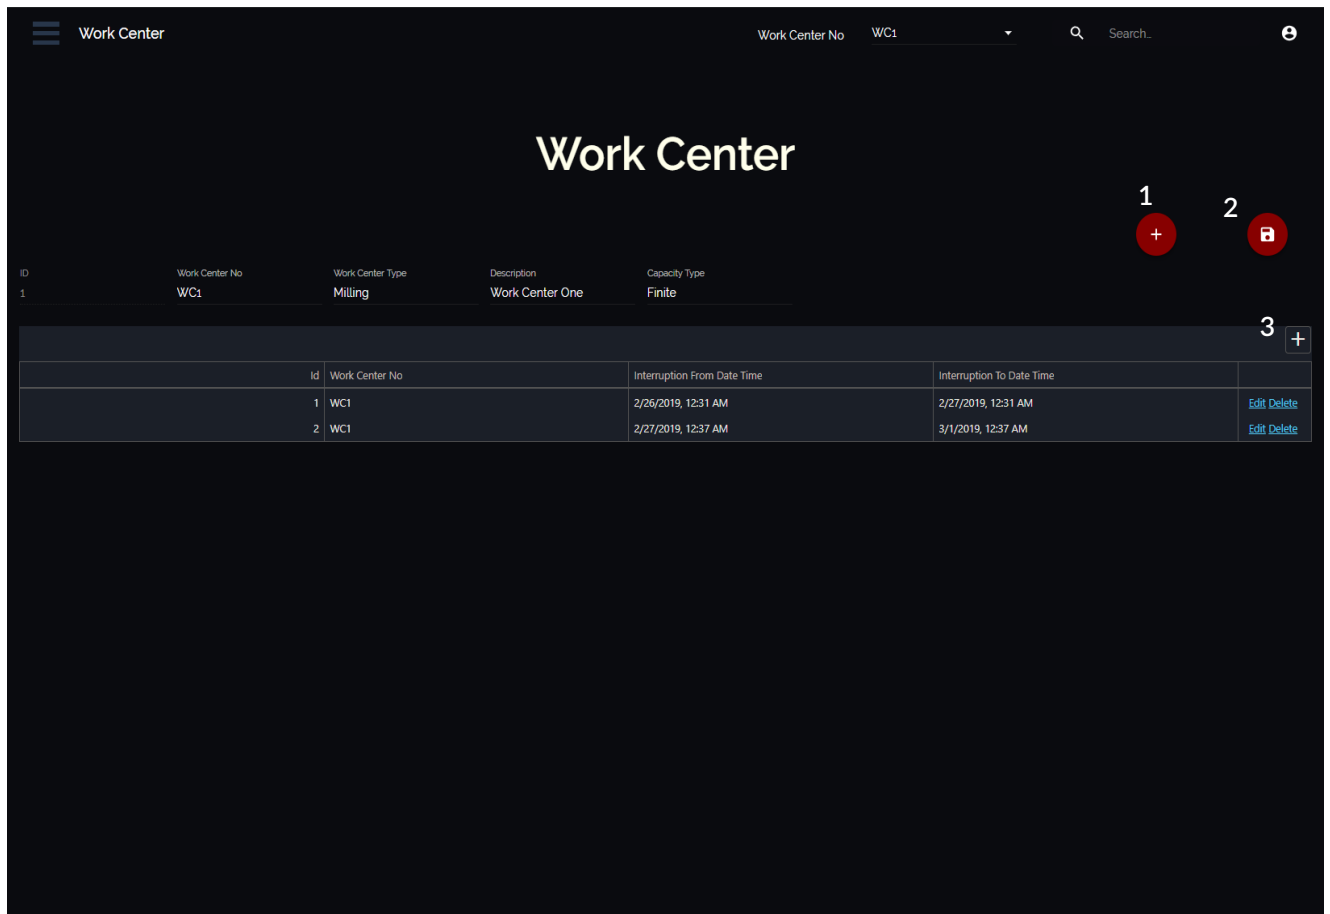 Work Center
Work Center No WC1 Search..
Work Center
1
2
ID Work Center No Work Center Type Description Capacity Type
1 WC1 Milling Work Center One Finite
3
Id Work Center No Interruption From Date Time Interruption To Date Time
1 WC1 2/26/2019, 12:31 AM 2/27/2019, 12:31 AM Edit Delete
2 WC1 2/27/2019, 12:37 AM 3/1/2019, 12:37 AM Edit Delete